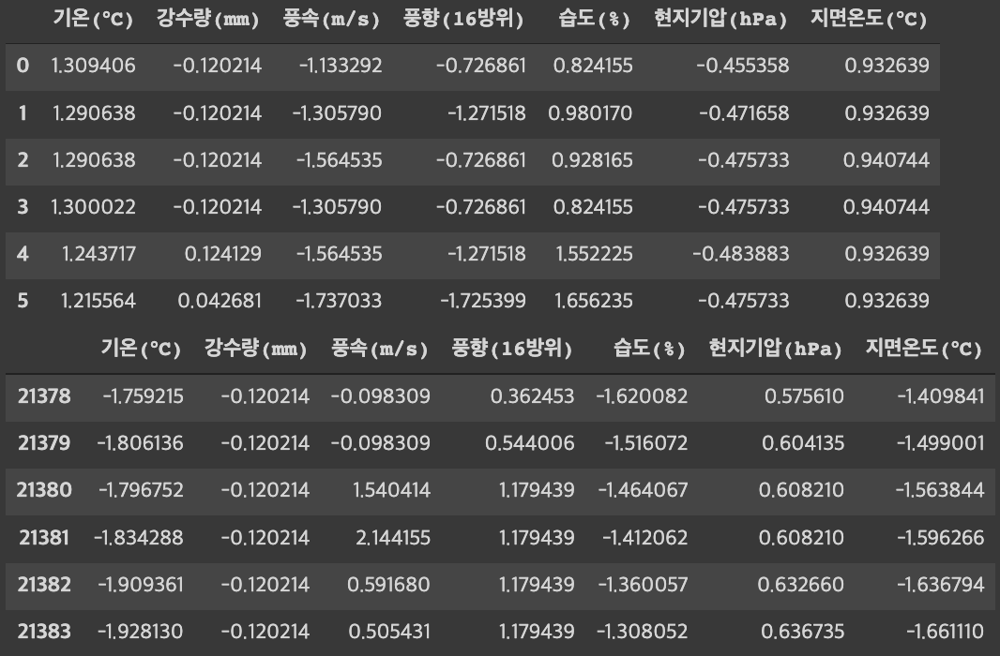 기온(°C) 강수량(mm) 풍속(m/s) 풍향(16방위) 습도(%) 현지기압(hPa) 지면온도(°C)
0 1.309406 -0.120214 -1.133292 -0.726861 0.824155 -0.455358 0.932639
1 1.290638 -0.120214 -1.305790 -1.271518 0.980170 -0.471658 0.932639
2 1.290638 -0.120214 -1.564535 -0.726861 0.928165 -0.475733 0.940744
3 1.300022 -0.120214 -1.305790 -0.726861 0.824155 -0.475733 0.940744
4 1.243717 0.124129 -1.564535 -1.271518 1.552225 -0.483883 0.932639
5 1.215564 0.042681 -1.737033 -1.725399 1.656235 -0.475733 0.932639
기온(°C) 강수량(mm) 풍속(m/s) 풍향(16방위) 습도(%) 현지기압(hPa) 지면온도(°C)
21378 -1.759215 -0.120214 -0.098309 0.362453 -1.620082 0.575610 -1.409841
21379 -1.806136 -0.120214 -0.098309 0.544006 -1.516072 0.604135 -1.499001
21380 -1.796752 -0.120214 1.540414 1.179439 -1.464067 0.608210 -1.563844
21381 -1.834288 -0.120214 2.144155 1.179439 -1.412062 0.608210 -1.596266
21382 -1.909361 -0.120214 0.591680 1.179439 -1.360057 0.632660 -1.636794
21383 -1.928130 -0.120214 0.505431 1.179439 -1.308052 0.636735 -1.661110